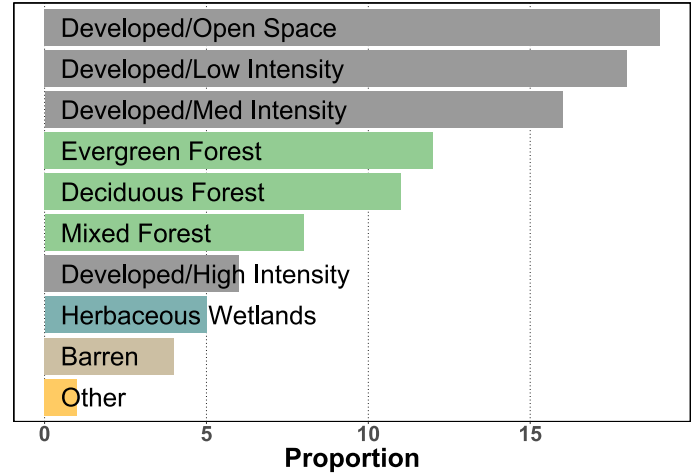 Developed/Open Space
Developed/Low Intensity
Developed/Med Intensity
Evergreen Forest
Deciduous Forest
Mixed Forest
Developed/High Intensity
Herbaceous Wetlands
Barren
Other
0 5 10 15
Proportion